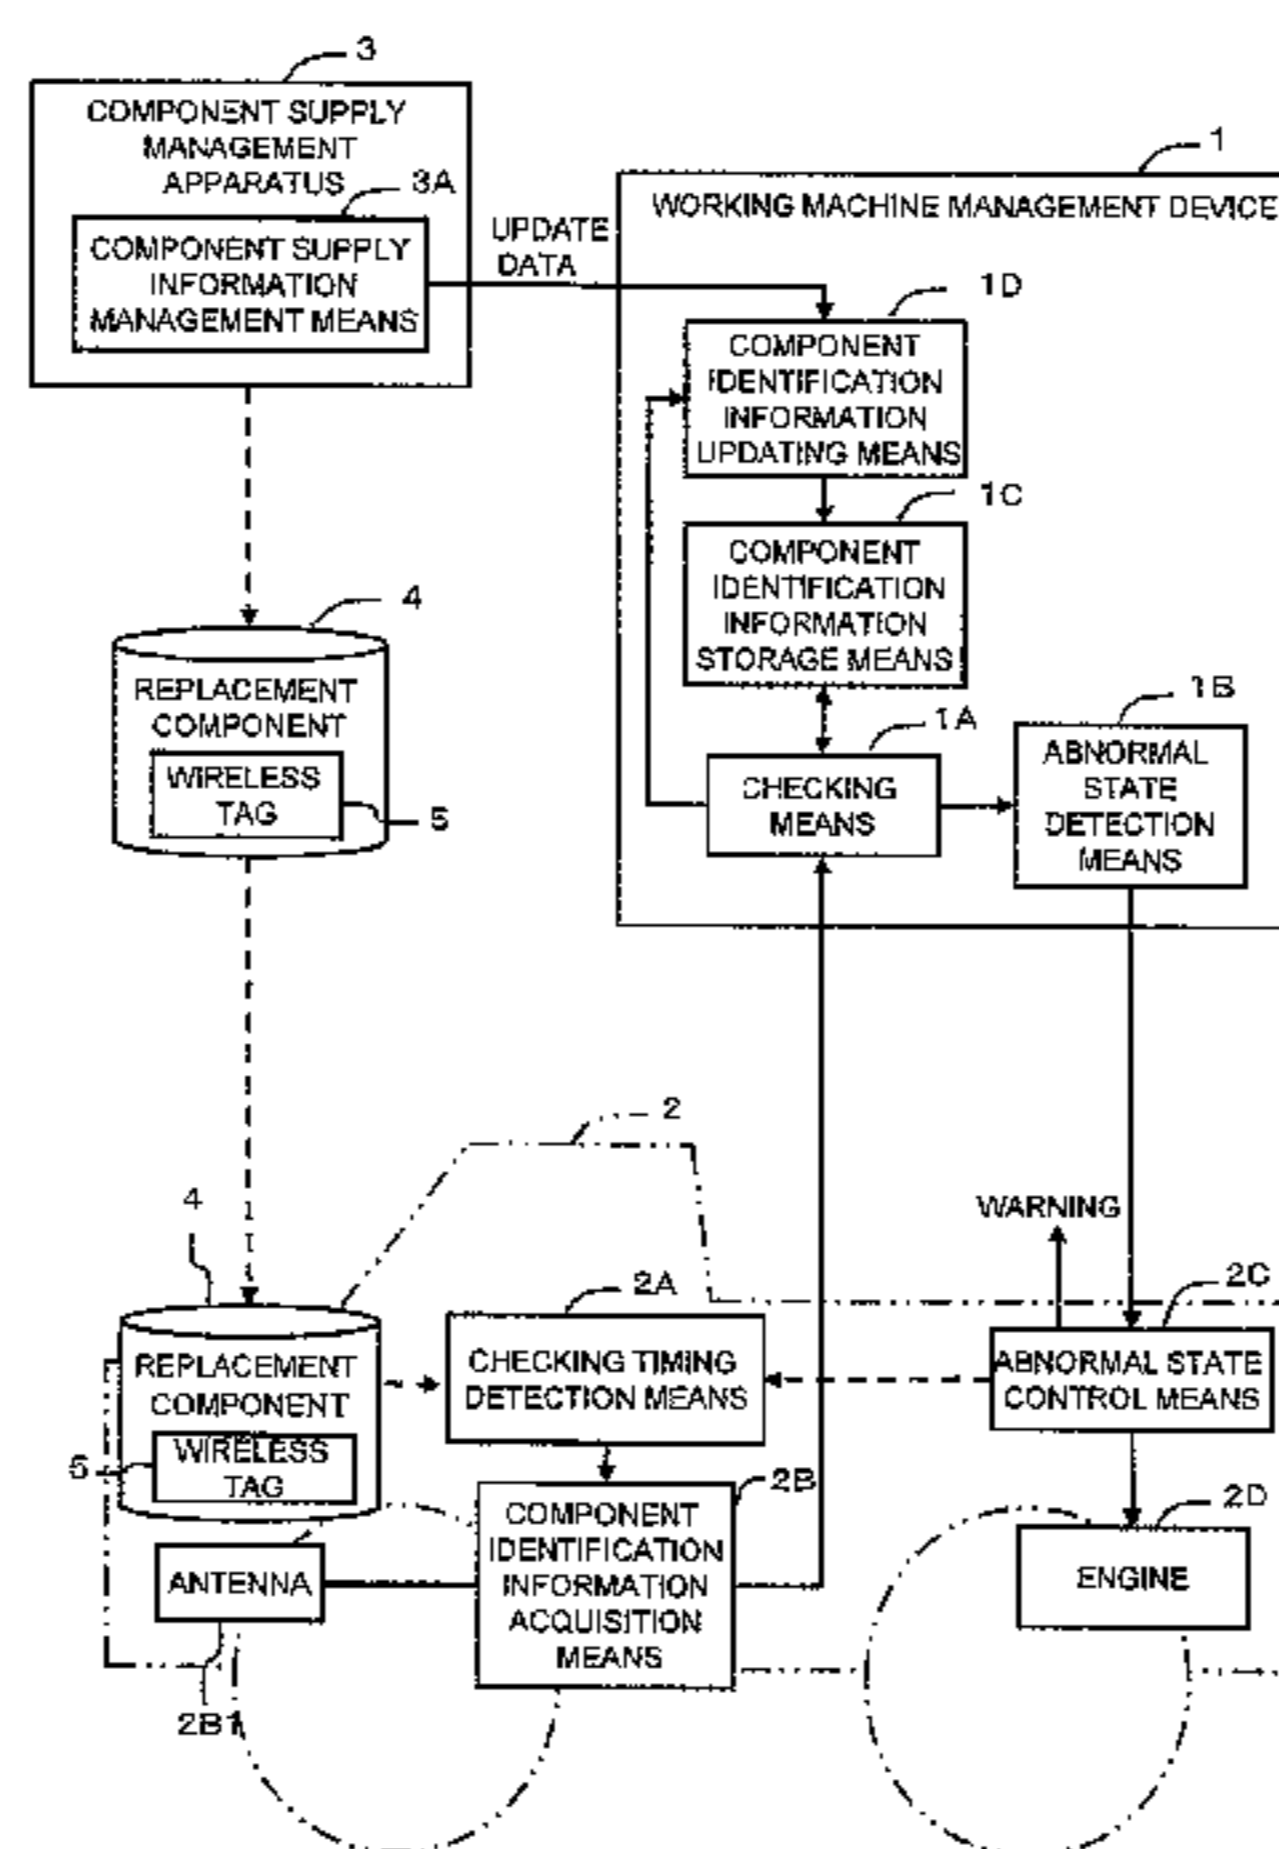 3
COMPONENT SUPPLY
MANAGEMENT
APPARATUS
3A
COMPONENT SUPPLY
INFORMATION
MANAGEMENT MEANS
UPDATE
DATA
1
WORKING MACHINE MANAGEMENT DEVICE
1D
COMPONENT
IDENTIFICATION
INFORMATION
UPDATING MEANS
1C
COMPONENT
IDENTIFICATION
INFORMATION
STORAGE MEANS
1A
CHECKING
MEANS
1B
ABNORMAL
STATE
DETECTION
MEANS
4
REPLACEMENT
COMPONENT
WIRELESS
TAG
5
2
4
REPLACEMENT
COMPONENT
WIRELESS
TAG
5
ANTENNA
2B1
2A
CHECKING TIMING
DETECTION MEANS
2B
COMPONENT
IDENTIFICATION
INFORMATION
ACQUISITION
MEANS
WARNING
2C
ABNORMAL STATE
CONTROL MEANS
2D
ENGINE